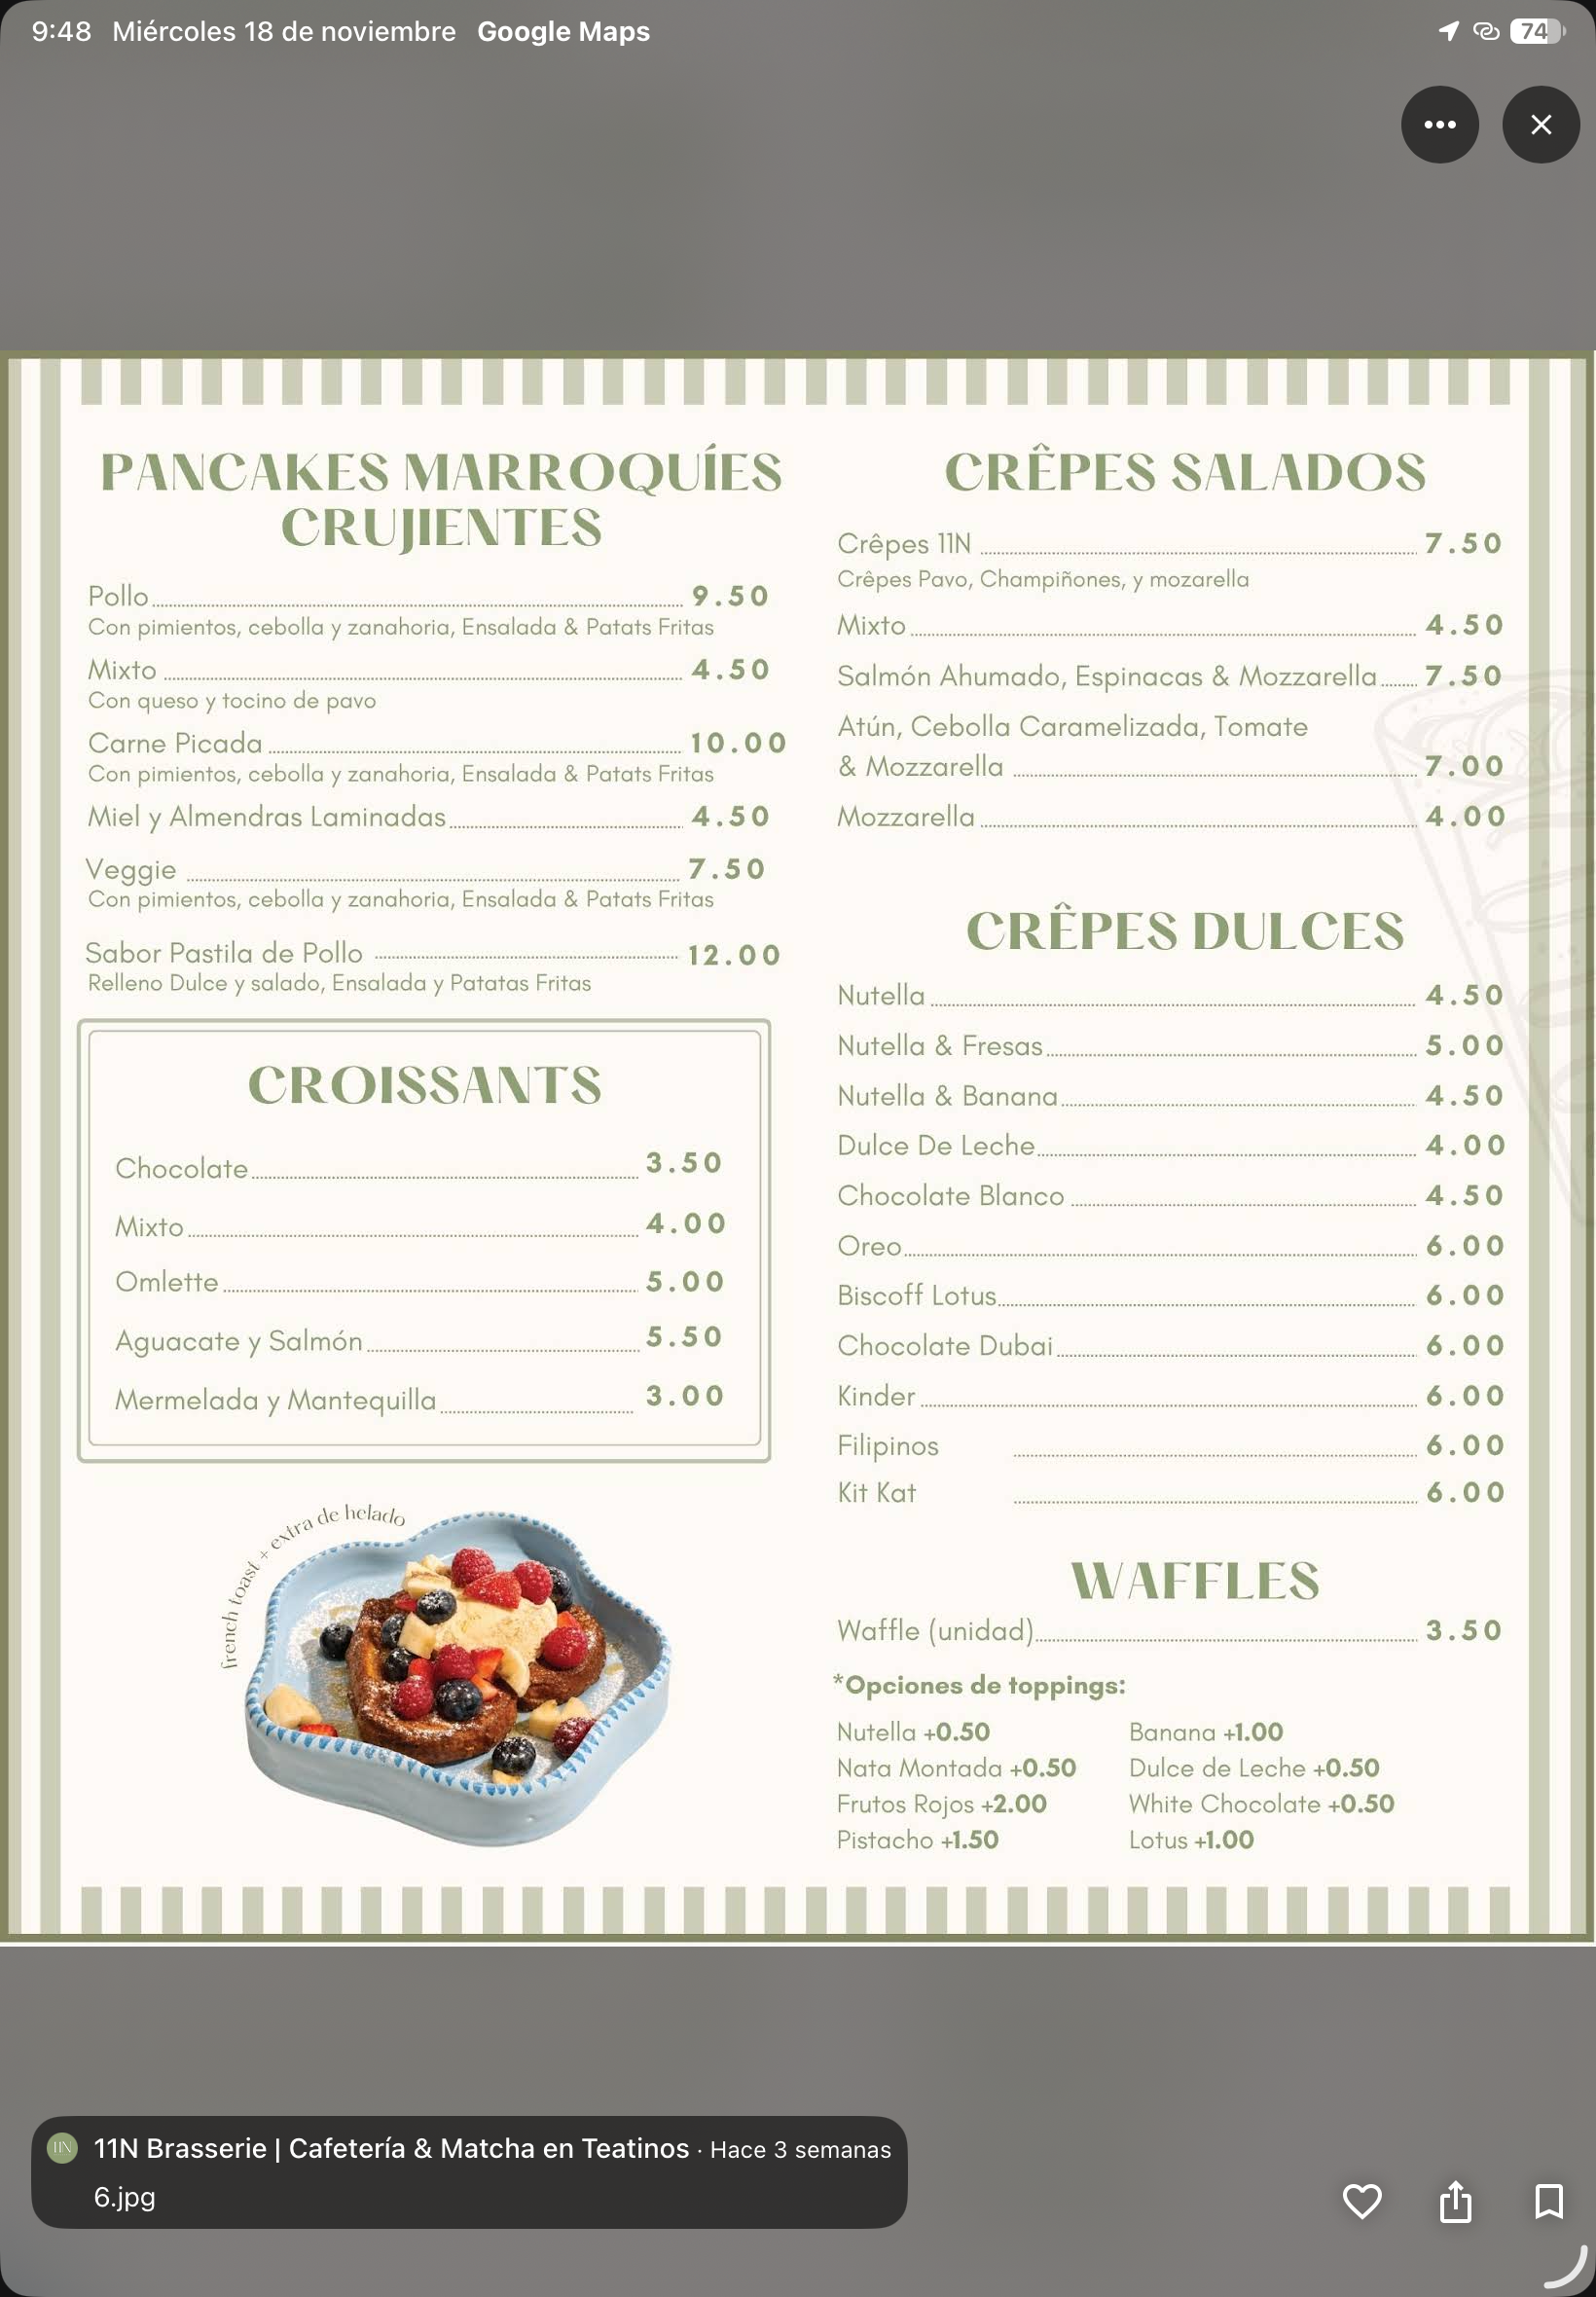 9:48 Miércoles 18 de noviembre Google Maps
74
PANCAKES MARROQUÍES
CRUJIENTES
Pollo 9.50
Con pimientos, cebolla y zanahoria, Ensalada & Patats Fritas
Mixto 4.50
Con queso y tocino de pavo
Carne Picada 10.00
Con pimientos, cebolla y zanahoria, Ensalada & Patats Fritas
Miel y Almendras Laminadas 4.50
Veggie 7.50
Con pimientos, cebolla y zanahoria, Ensalada & Patats Fritas
Sabor Pastila de Pollo 12.00
Relleno Dulce y salado, Ensalada y Patatas Fritas
CROISSANTS
Chocolate 3.50
Mixto 4.00
Omlette 5.00
Aguacate y Salmón 5.50
Mermelada y Mantequilla 3.00
french toast + extra de helado
CRÊPES SALADOS
Crêpes 11N 7.50
Crêpes Pavo, Champiñones, y mozarella
Mixto 4.50
Salmón Ahumado, Espinacas & Mozzarella 7.50
Atún, Cebolla Caramelizada, Tomate
& Mozzarella 7.00
Mozzarella 4.00
CRÊPES DULCES
Nutella 4.50
Nutella & Fresas 5.00
Nutella & Banana 4.50
Dulce De Leche 4.00
Chocolate Blanco 4.50
Oreo 6.00
Biscoff Lotus 6.00
Chocolate Dubai 6.00
Kinder 6.00
Filipinos 6.00
Kit Kat 6.00
WAFFLES
Waffle (unidad) 3.50
*Opciones de toppings:
Nutella +0.50
Nata Montada +0.50
Frutos Rojos +2.00
Pistacho +1.50
Banana +1.00
Dulce de Leche +0.50
White Chocolate +0.50
Lotus +1.00
11N
11N Brasserie | Cafetería & Matcha en Teatinos · Hace 3 semanas
6.jpg